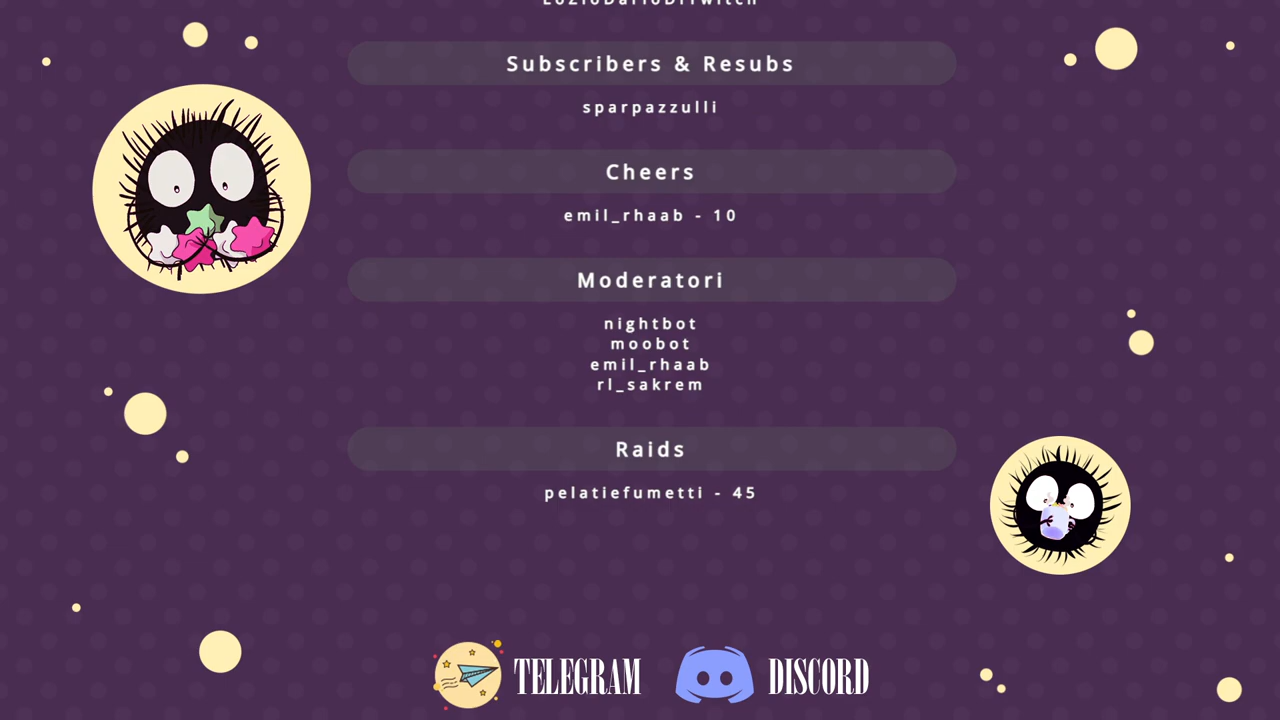 Subscribers & Resubs
sparpazzulli
Cheers
emil_rhaab - 10
Moderatori
nightbot
moobot
emil_rhaab
rl_sakrem
Raids
pelatiefumetti - 45
TELEGRAM
DISCORD